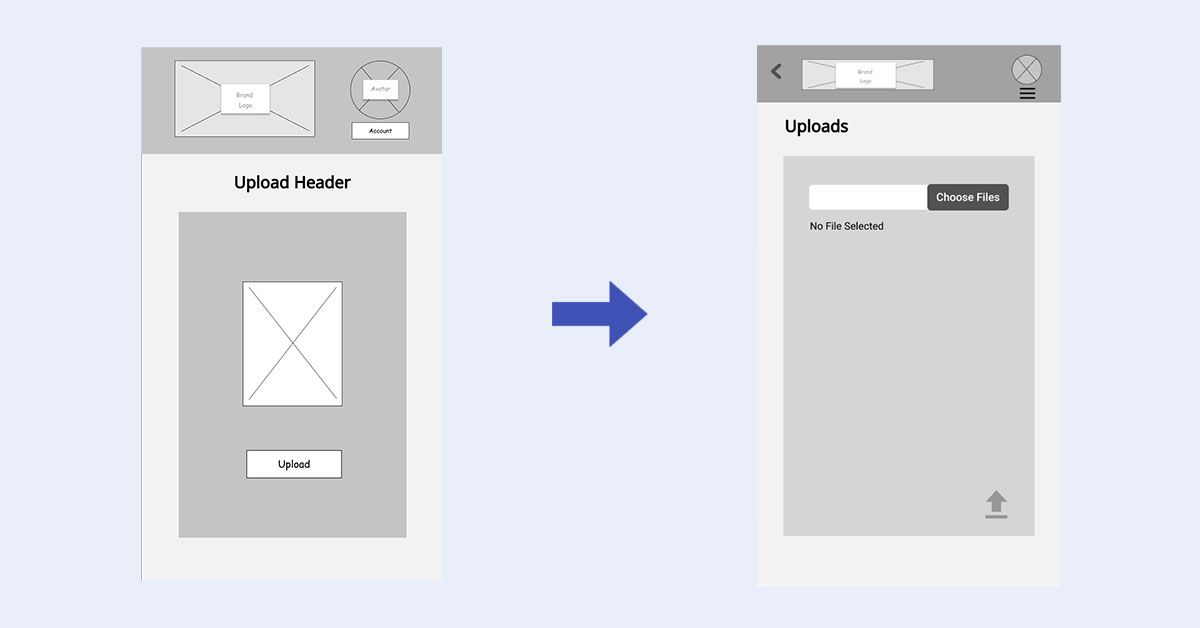 Brand
Logo
Avatar
Account
Upload Header
Upload
Brand
Logo
Uploads
Choose Files
No File Selected